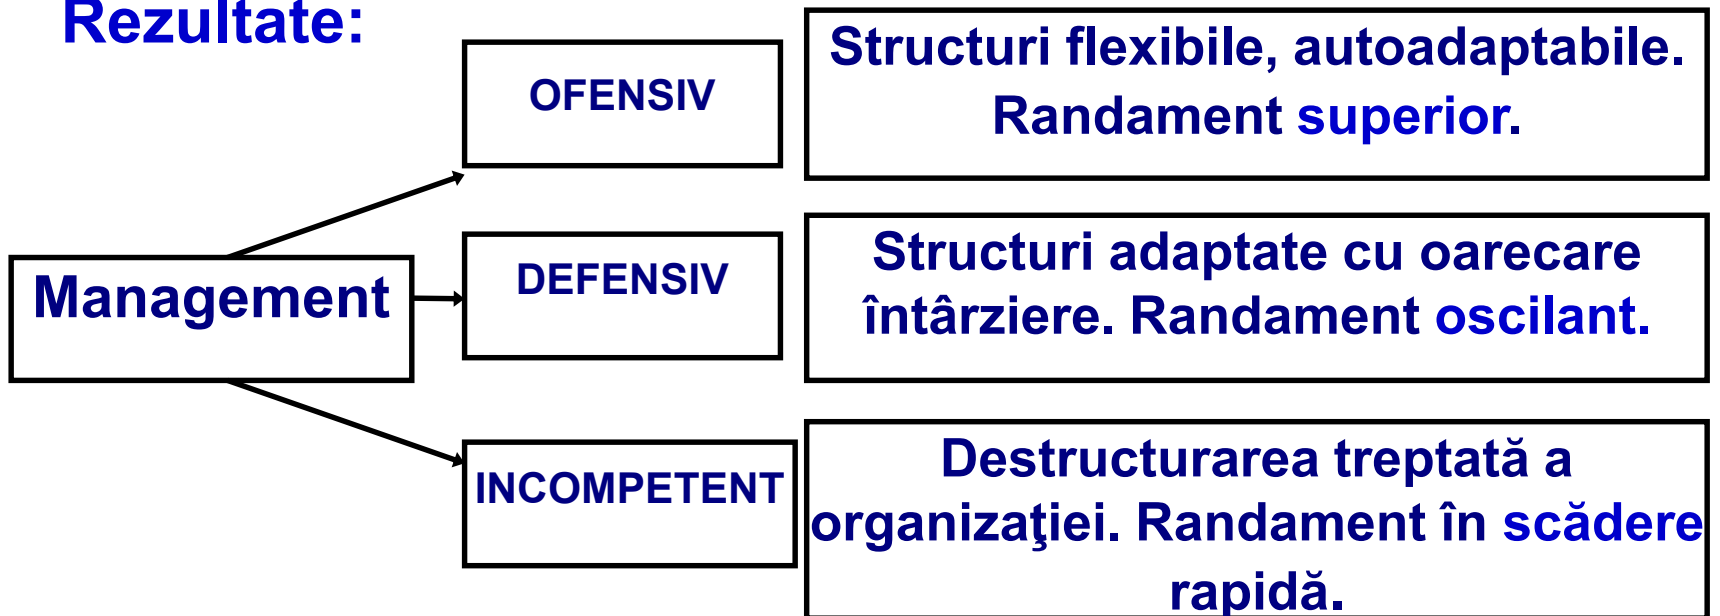 Rezultate:
OFENSIV
Structuri flexibile, autoadaptabile.
Randament superior.
Management
DEFENSIV
Structuri adaptate cu oarecare
întârziere. Randament oscilant.
INCOMPETENT
Destructurarea treptată a
organizaţiei. Randament în scădere
rapidă.